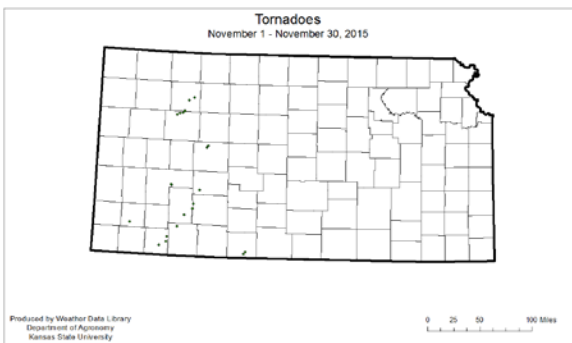 Tornadoes
November 1 - November 30, 2015
Produced by Weather Data Library
Department of Agronomy
Kansas State University
0 25 50 100 Miles